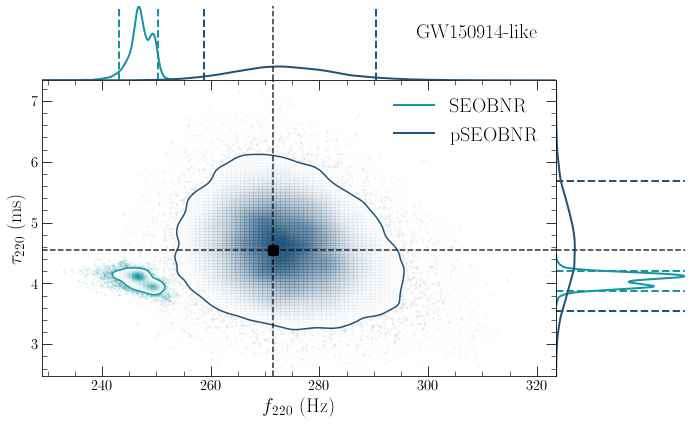 GW150914-like
SEOBNR
pSEOBNR
7
6
5
4
3
τ₂₂₀ (ms)
240 260 280 300 320
f₂₂₀ (Hz)